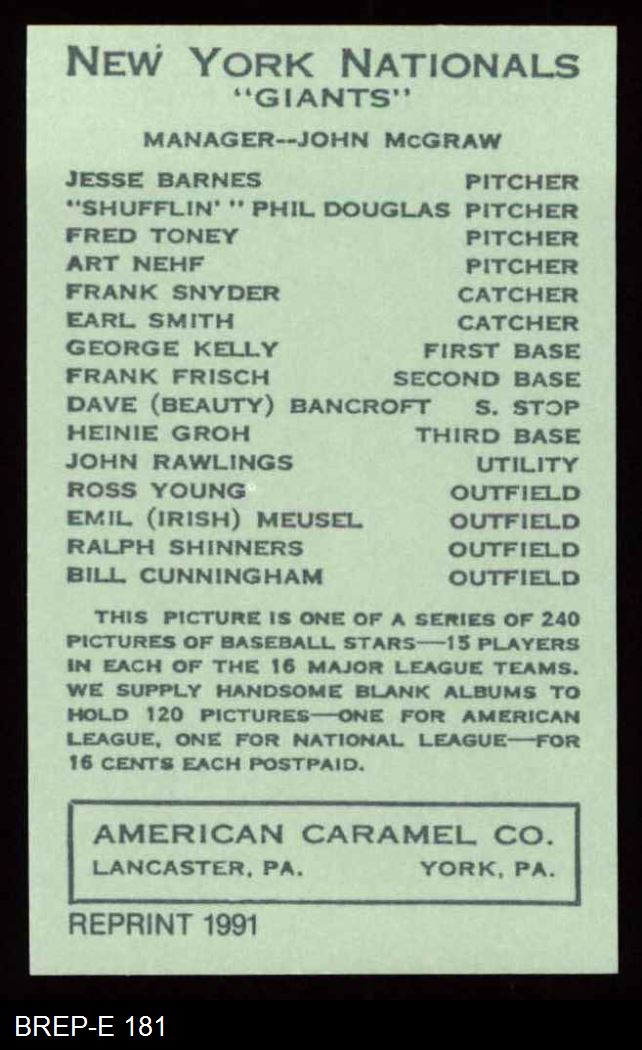 NEW YORK NATIONALS
"GIANTS"
MANAGER--JOHN McGRAW
JESSE BARNES PITCHER
"SHUFFLIN' " PHIL DOUGLAS PITCHER
FRED TONEY PITCHER
ART NEHF PITCHER
FRANK SNYDER CATCHER
EARL SMITH CATCHER
GEORGE KELLY FIRST BASE
FRANK FRISCH SECOND BASE
DAVE (BEAUTY) BANCROFT S. STOP
HEINIE GROH THIRD BASE
JOHN RAWLINGS UTILITY
ROSS YOUNG OUTFIELD
EMIL (IRISH) MEUSEL OUTFIELD
RALPH SHINNERS OUTFIELD
BILL CUNNINGHAM OUTFIELD
THIS PICTURE IS ONE OF A SERIES OF 240
PICTURES OF BASEBALL STARS—15 PLAYERS
IN EACH OF THE 16 MAJOR LEAGUE TEAMS.
WE SUPPLY HANDSOME BLANK ALBUMS TO
HOLD 120 PICTURES—ONE FOR AMERICAN
LEAGUE, ONE FOR NATIONAL LEAGUE—FOR
16 CENTS EACH POSTPAID.
AMERICAN CARAMEL CO.
LANCASTER, PA. YORK, PA.
REPRINT 1991
BREP-E 181